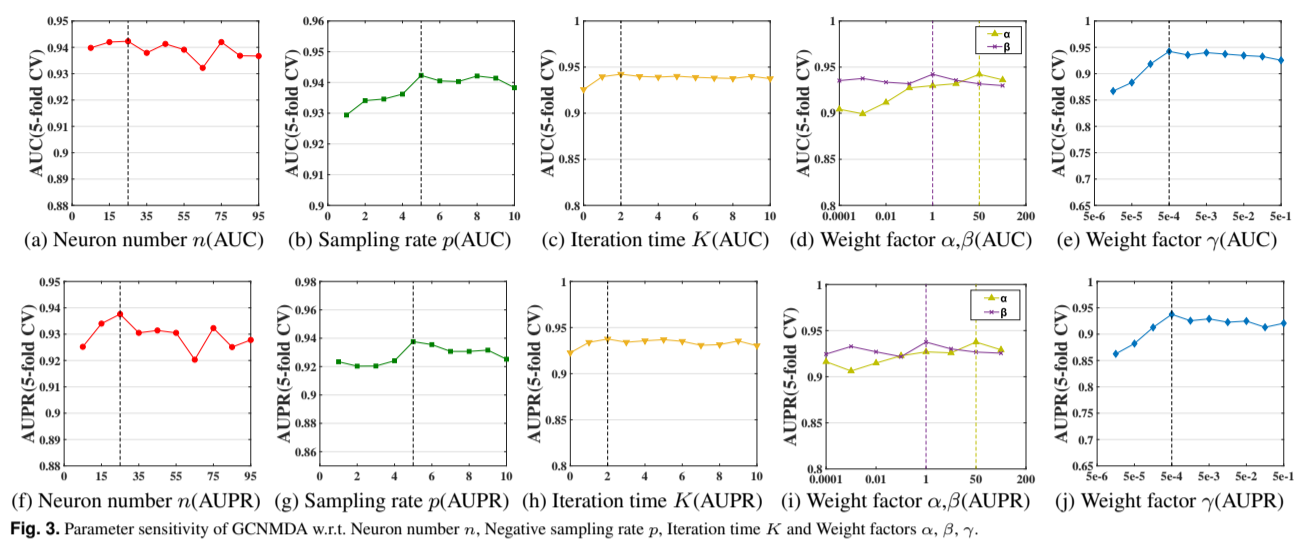 0.95 0.94 0.93 0.92 0.91 0.9 0.89 0.88
AUC(5-fold CV)
0 15 35 55 75 95
(a) Neuron number n(AUC)
0.96 0.95 0.94 0.93 0.92 0.91 0.9
AUC(5-fold CV)
0 2 4 6 8 10
(b) Sampling rate p(AUC)
1 0.95 0.9 0.85 0.8
AUC(5-fold CV)
0 2 4 6 8 10
(c) Iteration time K(AUC)
1 0.95 0.9 0.85 0.8
AUC(5-fold CV)
α
β
0.0001 0.01 1 50 200
(d) Weight factor α,β(AUC)
1 0.95 0.9 0.85 0.8 0.75 0.7 0.65
AUC(5-fold CV)
5e-6 5e-5 5e-4 5e-3 5e-2 5e-1
(e) Weight factor γ(AUC)
0.95 0.94 0.93 0.92 0.91 0.9 0.89 0.88
AUPR(5-fold CV)
0 15 35 55 75 95
(f) Neuron number n(AUPR)
0.98 0.96 0.94 0.92 0.9 0.88 0.86
AUPR(5-fold CV)
0 2 4 6 8 10
(g) Sampling rate p(AUPR)
1 0.95 0.9 0.85 0.8
AUPR(5-fold CV)
0 2 4 6 8 10
(h) Iteration time K(AUPR)
1 0.95 0.9 0.85 0.8
AUPR(5-fold CV)
α
β
0.0001 0.01 1 50 200
(i) Weight factor α,β(AUPR)
1 0.95 0.9 0.85 0.8 0.75 0.7 0.65
AUPR(5-fold CV)
5e-6 5e-5 5e-4 5e-3 5e-2 5e-1
(j) Weight factor γ(AUPR)
Fig. 3. Parameter sensitivity of GCNMDA w.r.t. Neuron number n, Negative sampling rate p, Iteration time K and Weight factors α, β, γ.